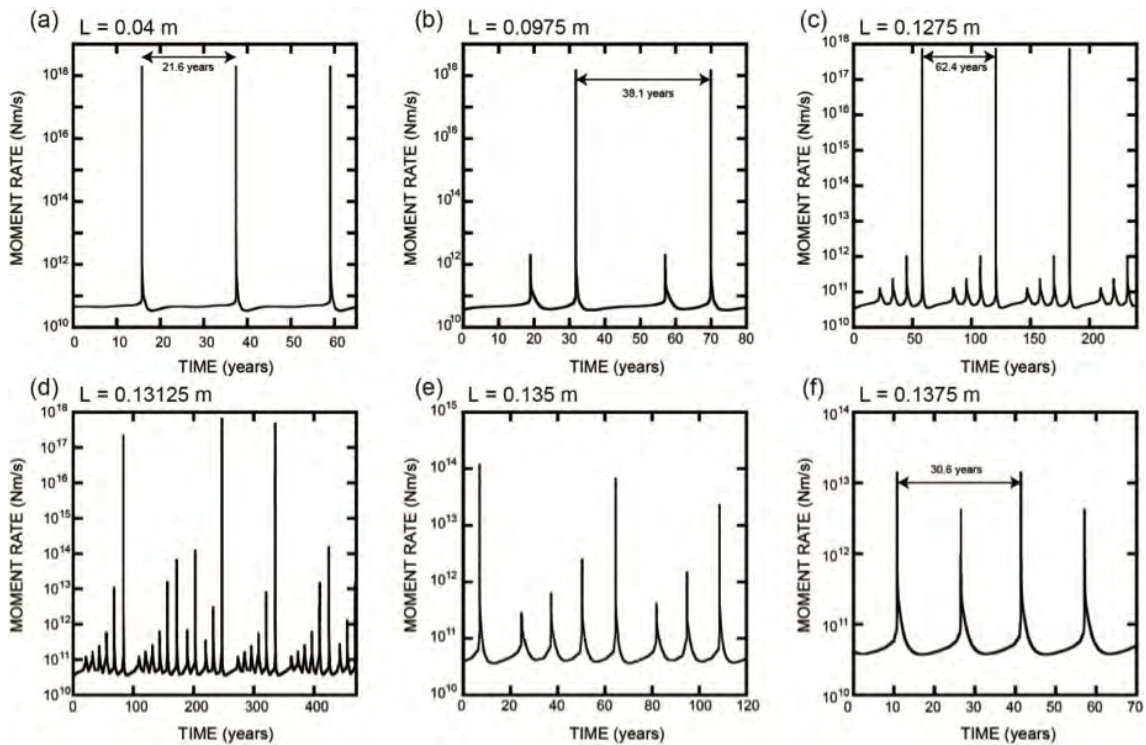 (a) L = 0.04 m
MOMENT RATE (Nm/s)
10^18
10^16
10^14
10^12
10^10
21.6 years
0 10 20 30 40 50 60
TIME (years)
(b) L = 0.0975 m
MOMENT RATE (Nm/s)
10^18
10^16
10^14
10^12
10^10
38.1 years
0 10 20 30 40 50 60 70 80
TIME (years)
(c) L = 0.1275 m
MOMENT RATE (Nm/s)
10^18
10^17
10^16
10^15
10^14
10^13
10^12
10^11
10^10
62.4 years
0 50 100 150 200
TIME (years)
(d) L = 0.13125 m
MOMENT RATE (Nm/s)
10^18
10^17
10^16
10^15
10^14
10^13
10^12
10^11
10^10
0 100 200 300 400
TIME (years)
(e) L = 0.135 m
MOMENT RATE (Nm/s)
10^15
10^14
10^13
10^12
10^11
10^10
0 20 40 60 80 100 120
TIME (years)
(f) L = 0.1375 m
MOMENT RATE (Nm/s)
10^14
10^13
10^12
10^11
10^10
30.6 years
0 10 20 30 40 50 60 70
TIME (years)